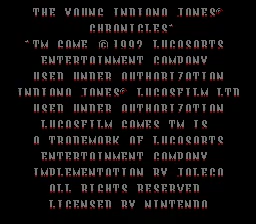 THE YOUNG INDIANA JONES©
CHRONICLES*
*TM GAME © 1992 LUCASARTS
ENTERTAINMENT COMPANY
USED UNDER AUTHORIZATION
INDIANA JONES© LUCASFILM LTD
USED UNDER AUTHORIZATION
LUCASFILM GAMES TM IS
A TRADEMARK OF LUCASARTS
ENTERTAINMENT COMPANY
IMPLEMENTATION BY JALECO
ALL RIGHTS RESERVED
LICENSED BY NINTENDO